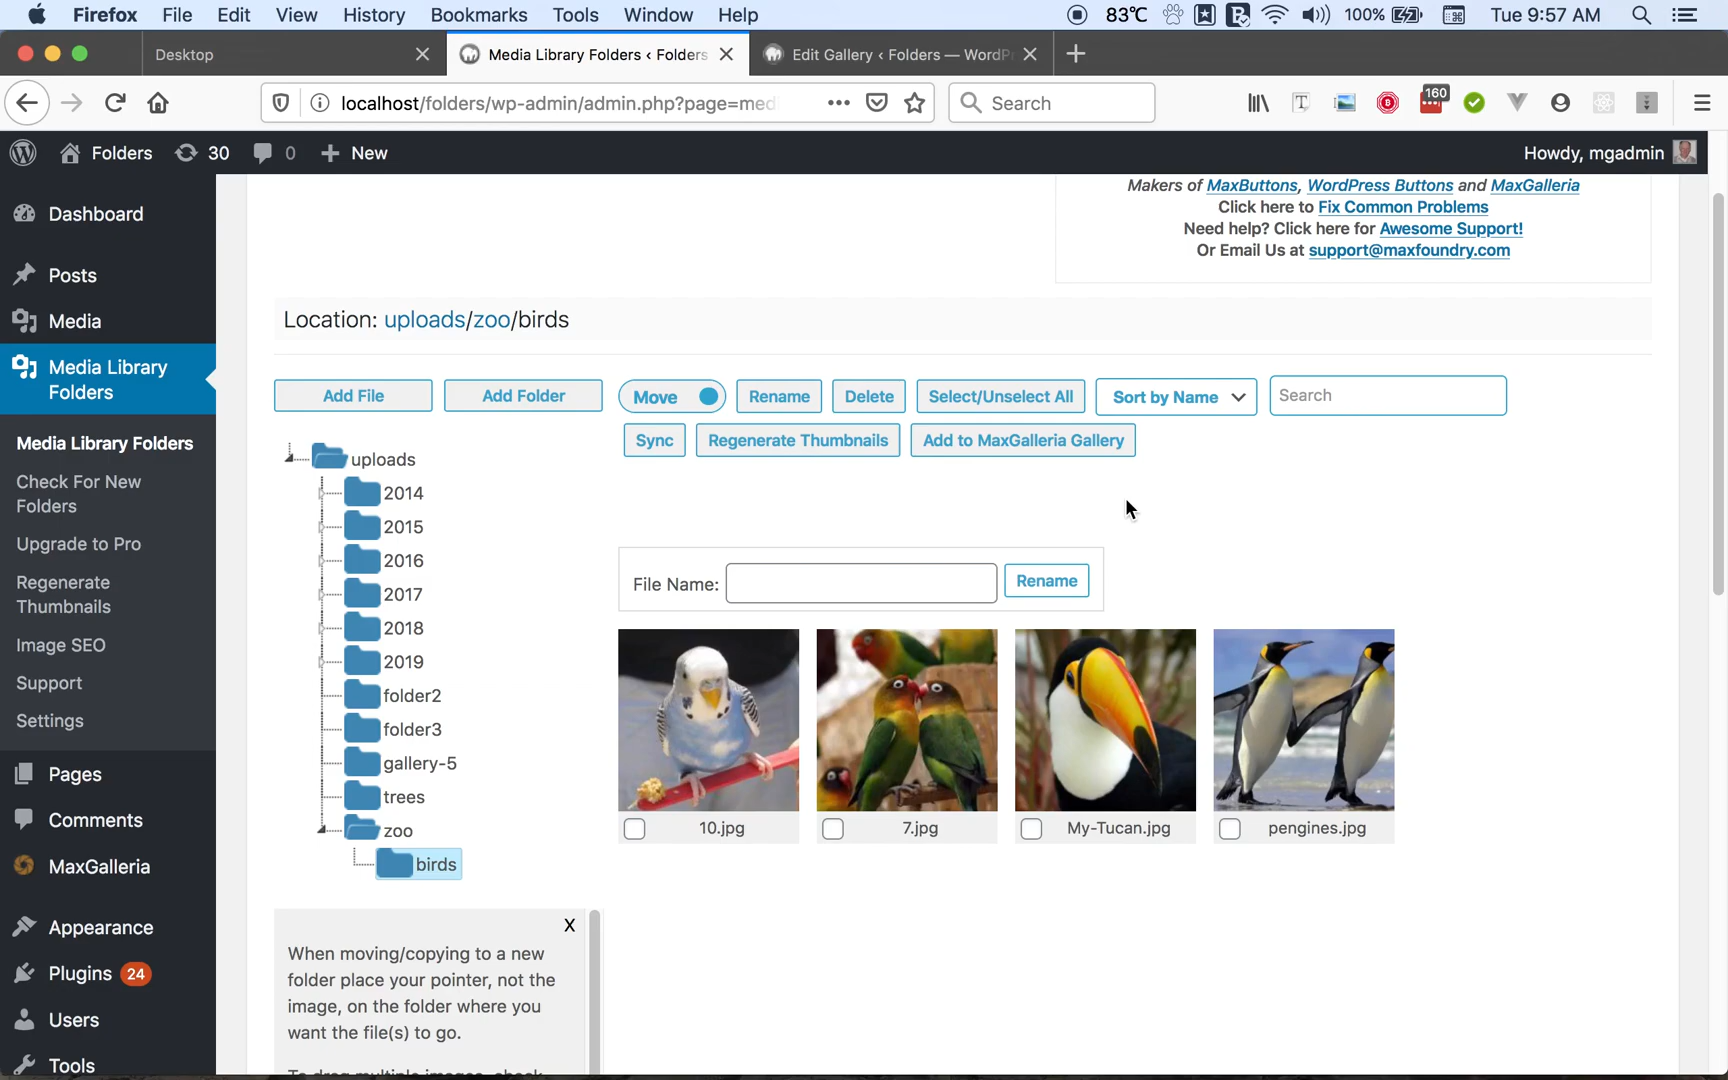 Firefox File Edit View History Bookmarks Tools Window Help 83℃ 100% Tue 9:57 AM
Desktop Media Library Folders ‹ Folders Edit Gallery ‹ Folders — WordPr
localhost/folders/wp-admin/admin.php?page=med Search 160
Folders 30 0 New Howdy, mgadmin
Makers of MaxButtons, WordPress Buttons and MaxGalleria
Click here to Fix Common Problems
Need help? Click here for Awesome Support!
Or Email Us at support@maxfoundry.com
Dashboard
Posts
Media
Media Library
Folders
Media Library Folders
Check For New
Folders
Upgrade to Pro
Regenerate
Thumbnails
Image SEO
Support
Settings
Pages
Comments
MaxGalleria
Appearance
Plugins 24
Users
Tools
Location: uploads/zoo/birds
Add File Add Folder Move Rename Delete Select/Unselect All Sort by Name Search
Sync Regenerate Thumbnails Add to MaxGalleria Gallery
uploads
2014
2015
2016
2017
2018
2019
folder2
folder3
gallery-5
trees
zoo
birds
File Name: Rename
10.jpg 7.jpg My-Tucan.jpg pengines.jpg
X
When moving/copying to a new
folder place your pointer, not the
image, on the folder where you
want the file(s) to go.